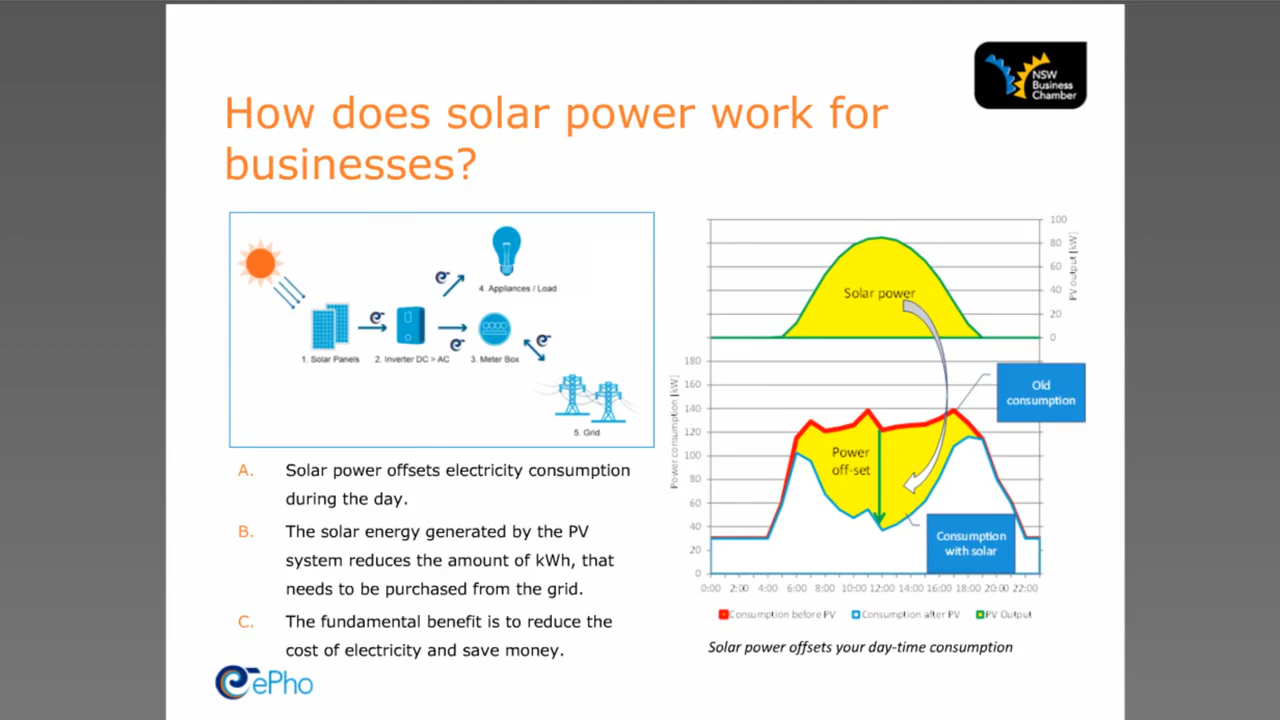 NSW
Business
Chamber
How does solar power work for
businesses?
4. Appliances / Load
1. Solar Panels
2. Inverter DC > AC
3. Meter Box
5. Grid
A. Solar power offsets electricity consumption
during the day.
B. The solar energy generated by the PV
system reduces the amount of kWh, that
needs to be purchased from the grid.
C. The fundamental benefit is to reduce the
cost of electricity and save money.
ePho
100
80
60
40
20
0
PV output [kW]
Solar power
180
160
140
120
100
80
60
40
20
0
Power consumption [kW]
Old
consumption
Power
off-set
Consumption
with solar
0:00 2:00 4:00 6:00 8:00 10:00 12:00 14:00 16:00 18:00 20:00 22:00
Consumption before PV Consumption after PV PV Output
Solar power offsets your day-time consumption